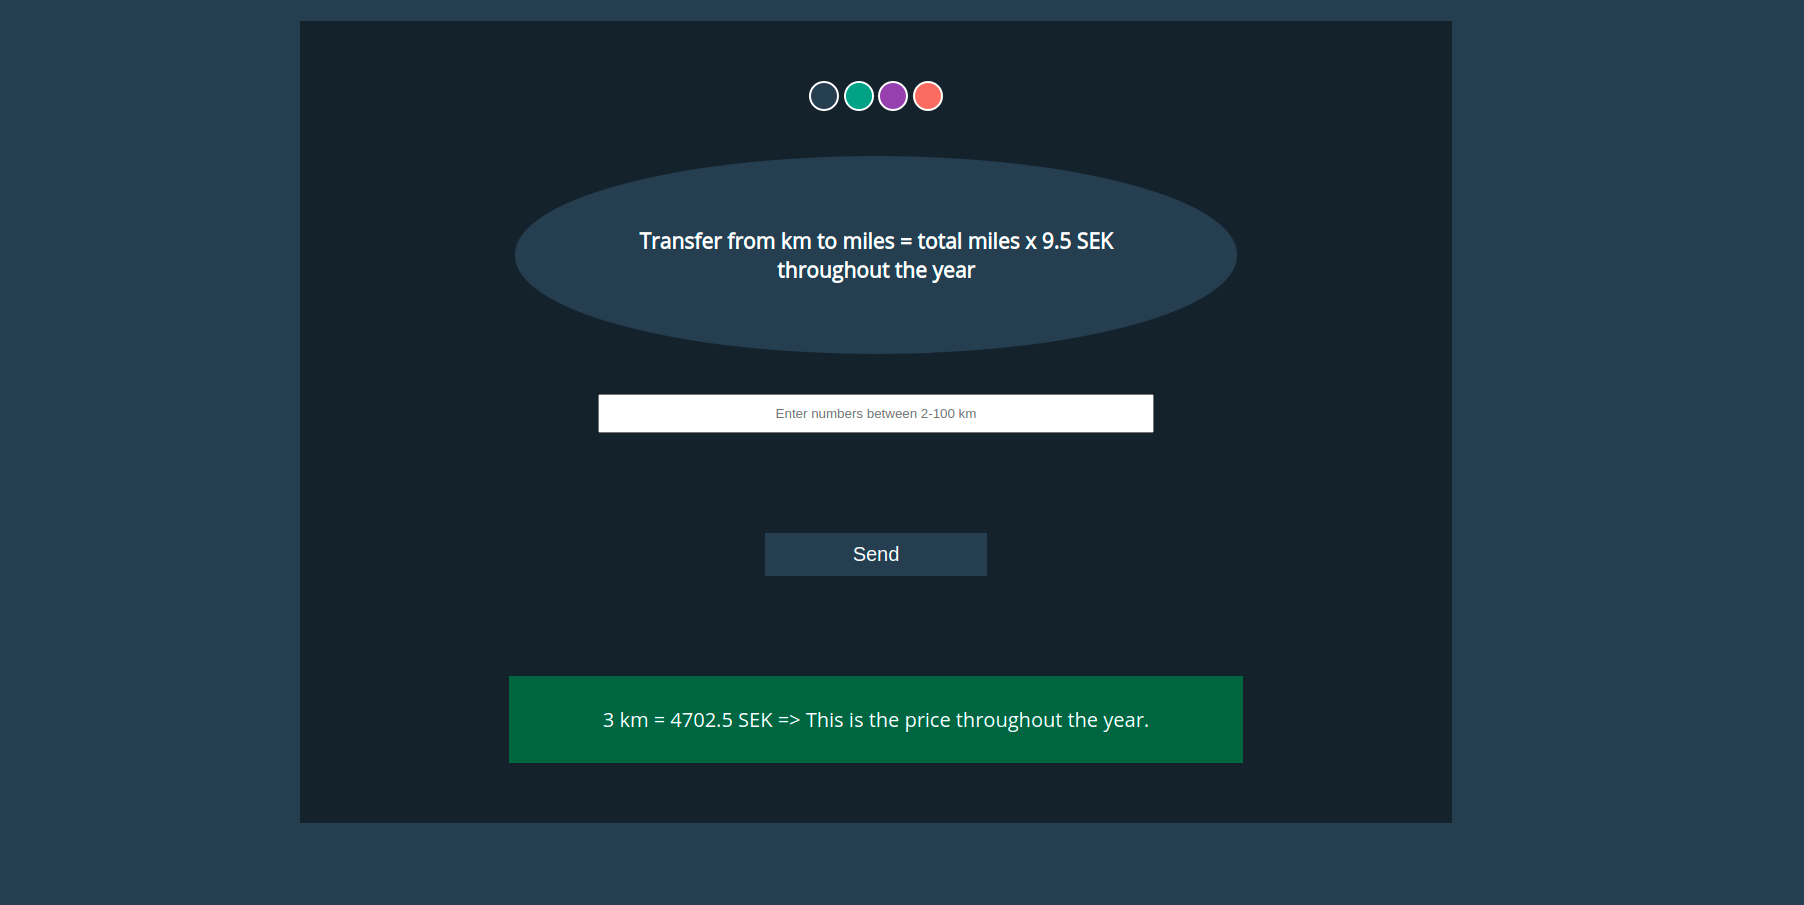 Transfer from km to miles = total miles x 9.5 SEK
throughout the year
Enter numbers between 2-100 km
Send
3 km = 4702.5 SEK => This is the price throughout the year.